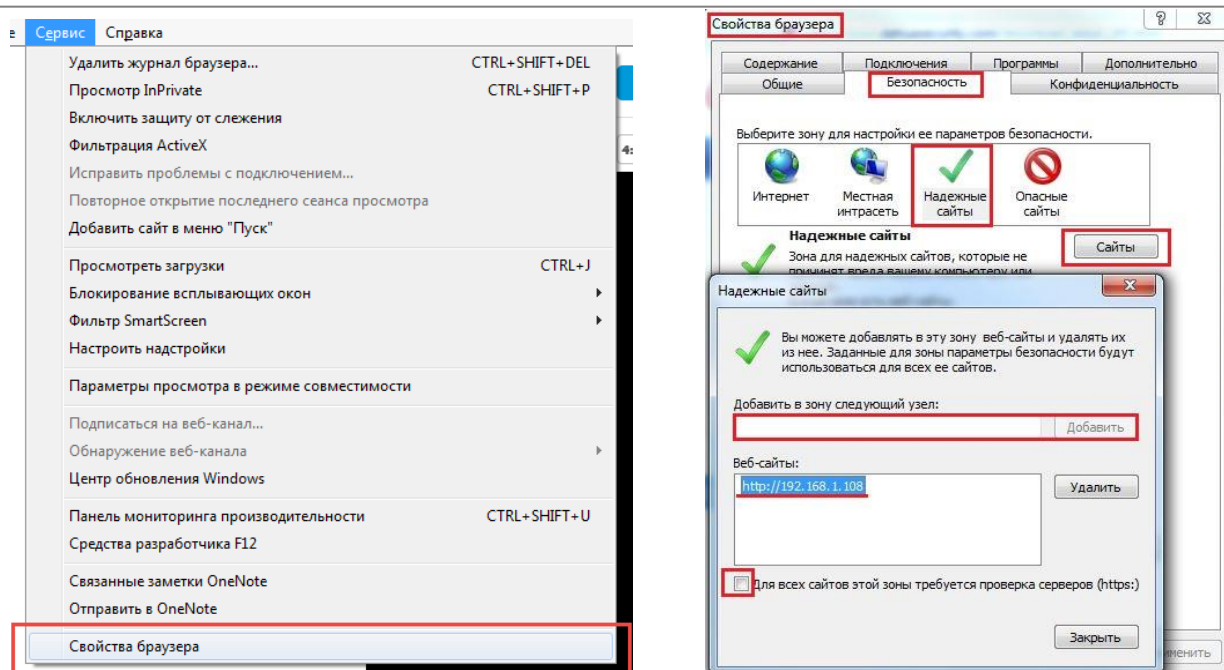 е Сервис Справка
Удалить журнал браузера... CTRL+SHIFT+DEL
Просмотр InPrivate CTRL+SHIFT+P
Включить защиту от слежения
Фильтрация ActiveX
Исправить проблемы с подключением...
Повторное открытие последнего сеанса просмотра
Добавить сайт в меню "Пуск"
Просмотреть загрузки CTRL+J
Блокирование всплывающих окон
Фильтр SmartScreen
Настроить надстройки
Параметры просмотра в режиме совместимости
Подписаться на веб-канал...
Обнаружение веб-канала
Центр обновления Windows
Панель мониторинга производительности CTRL+SHIFT+U
Средства разработчика F12
Связанные заметки OneNote
Отправить в OneNote
Свойства браузера
4:
Свойства браузера
Содержание Подключения Программы Дополнительно
Общие Безопасность Конфиденциальность
Выберите зону для настройки ее параметров безопасности.
Интернет Местная интрасеть Надежные сайты Опасные сайты
Надежные сайты
Сайты
Зона для надежных сайтов, которые не
причинят вреда вашему компьютеру или
Надежные сайты
Вы можете добавлять в эту зону веб-сайты и удалять их
из нее. Заданные для зоны параметры безопасности будут
использоваться для всех ее сайтов.
Добавить в зону следующий узел:
Добавить
Веб-сайты:
http://192.168.1.108
Удалить
Для всех сайтов этой зоны требуется проверка серверов (https:)
Закрыть
менить